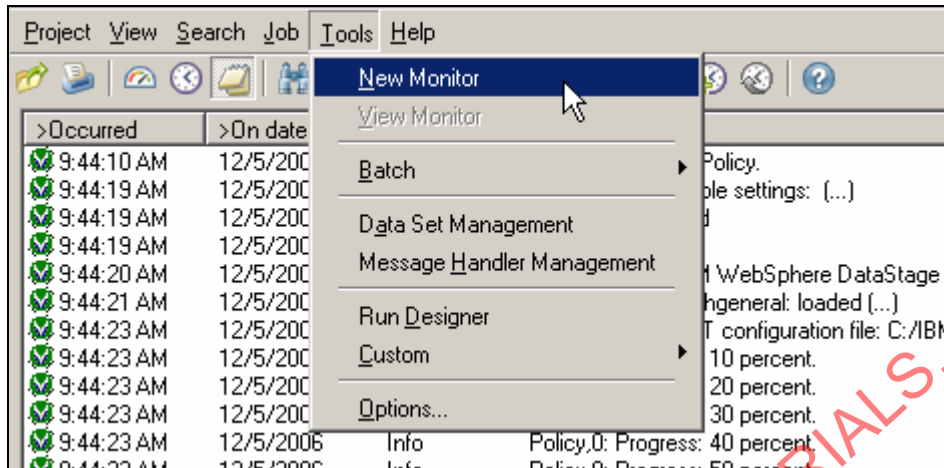 Project View Search Job Tools Help
New Monitor
View Monitor
Batch
Data Set Management
Message Handler Management
Run Designer
Custom
Options...
>Occurred >On date
9:44:10 AM 12/5/200 Policy.
9:44:19 AM 12/5/200 ble settings: (...)
9:44:19 AM 12/5/200
9:44:19 AM 12/5/200
9:44:20 AM 12/5/200 WebSphere DataStage
9:44:21 AM 12/5/200 hgeneral: loaded (...)
9:44:23 AM 12/5/200 T configuration file: C:/IBM
9:44:23 AM 12/5/200 10 percent.
9:44:23 AM 12/5/200 20 percent.
9:44:23 AM 12/5/200 30 percent.
9:44:23 AM 12/5/2006 Info Policy,0: Progress: 40 percent.
RIALS.